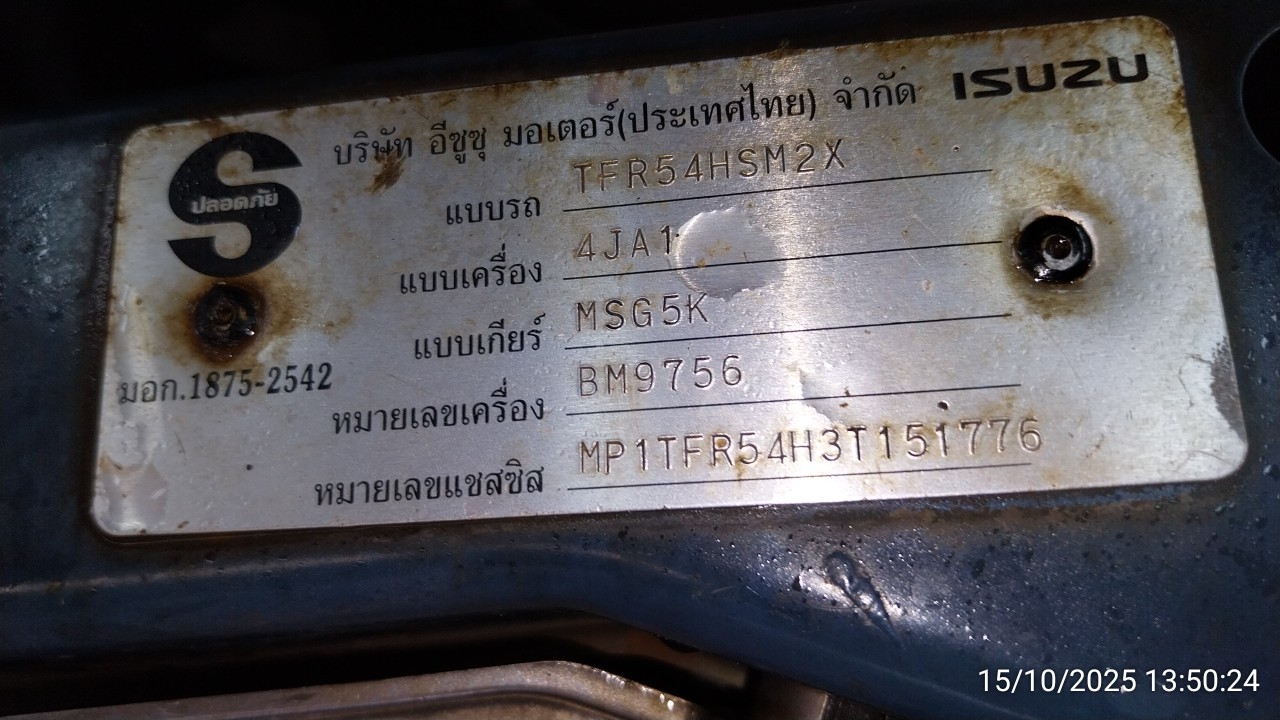 บริษัท อีซูซุ มอเตอร์(ประเทศไทย) จำกัด ISUZU
ปลอดภัย
แบบรถ TFR54HSM2X
แบบเครื่อง 4JA1
แบบเกียร์ MSG5K
มอก.1875-2542
หมายเลขเครื่อง BM9756
หมายเลขแชสซิส MP1TFR54H3T151776
15/10/2025 13:50:24